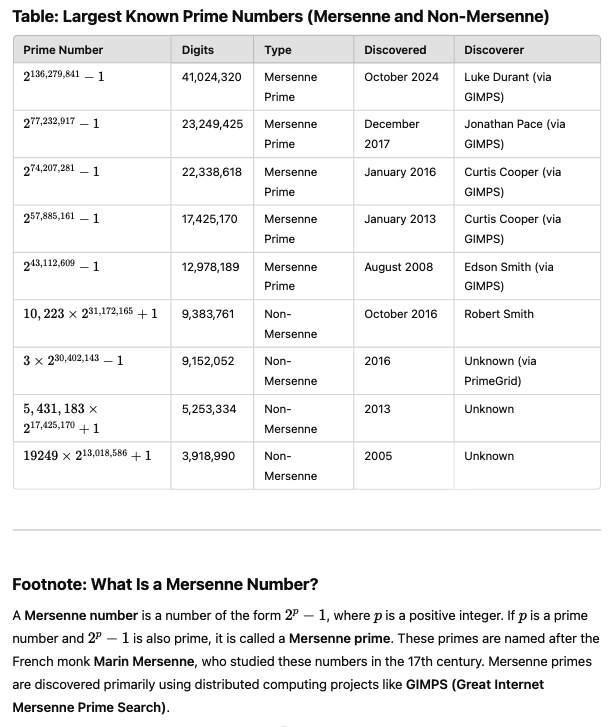 Table: Largest Known Prime Numbers (Mersenne and Non-Mersenne)
Prime Number Digits Type Discovered Discoverer
2^136,279,841 − 1 41,024,320 Mersenne Prime October 2024 Luke Durant (via GIMPS)
2^77,232,917 − 1 23,249,425 Mersenne Prime December 2017 Jonathan Pace (via GIMPS)
2^74,207,281 − 1 22,338,618 Mersenne Prime January 2016 Curtis Cooper (via GIMPS)
2^57,885,161 − 1 17,425,170 Mersenne Prime January 2013 Curtis Cooper (via GIMPS)
2^43,112,609 − 1 12,978,189 Mersenne Prime August 2008 Edson Smith (via GIMPS)
10,223 × 2^31,172,165 + 1 9,383,761 Non-Mersenne October 2016 Robert Smith
3 × 2^30,402,143 − 1 9,152,052 Non-Mersenne 2016 Unknown (via PrimeGrid)
5,431,183 × 2^17,425,170 + 1 5,253,334 Non-Mersenne 2013 Unknown
19249 × 2^13,018,586 + 1 3,918,990 Non-Mersenne 2005 Unknown
Footnote: What Is a Mersenne Number?
A Mersenne number is a number of the form 2^p − 1, where p is a positive integer. If p is a prime
number and 2^p − 1 is also prime, it is called a Mersenne prime. These primes are named after the
French monk Marin Mersenne, who studied these numbers in the 17th century. Mersenne primes
are discovered primarily using distributed computing projects like GIMPS (Great Internet
Mersenne Prime Search).